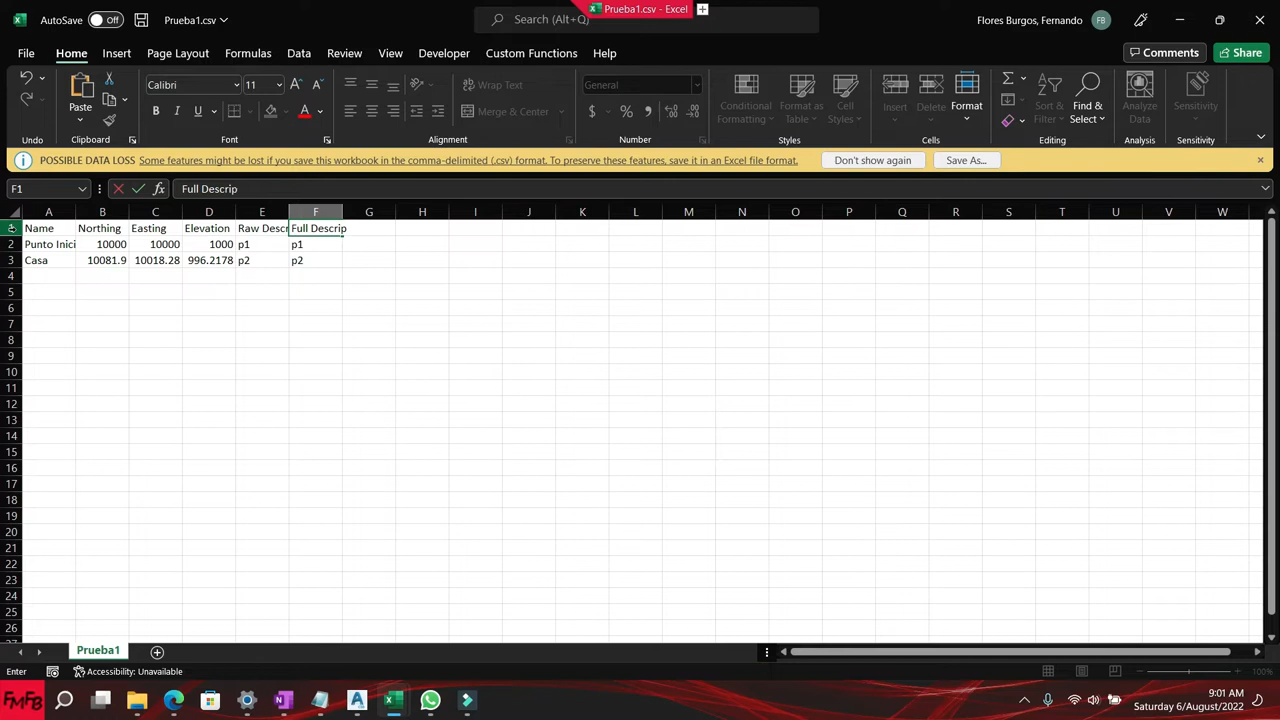 AutoSave Off Prueba1.csv Search (Alt+Q) Prueba1.csv - Excel Flores Burgos, Fernando FB
File Home Insert Page Layout Formulas Data Review View Developer Custom Functions Help Comments Share
Paste Calibri 11 Wrap Text General Conditional Formatting Format as Table Cell Styles Insert Delete Format Sort & Filter Find & Select Analyze Data Sensitivity
Merge & Center
Undo Clipboard Font Alignment Number Styles Cells Editing Analysis Sensitivity
POSSIBLE DATA LOSS Some features might be lost if you save this workbook in the comma-delimited (.csv) format. To preserve these features, save it in an Excel file format. Don't show again Save As...
F1 fx Full Descrip
A B C D E F G H I J K L M N O P Q R S T U V W
Name Northing Easting Elevation Raw Descr Full Descrip
2 Punto Inici 10000 10000 1000 p1 p1
3 Casa 10081.9 10018.28 996.2178 p2 p2
4
5
6
7
8
9
10
11
12
13
14
15
16
17
18
19
20
21
22
23
24
25
26
27
Prueba1
Enter Accessibility: Unavailable 100%
FMFB 9:01 AM
Saturday 6/August/2022